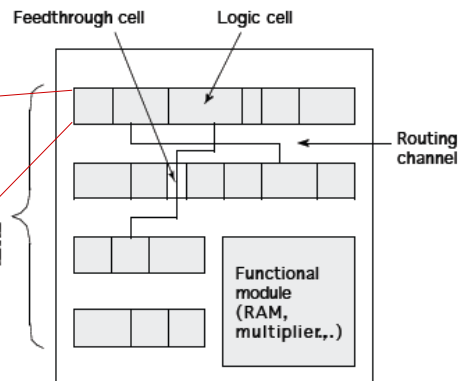 Feedthrough cell
Logic cell
Routing
channel
Functional
module
(RAM,
multiplier,.)